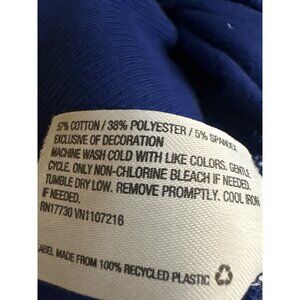 57% COTTON / 38% POLYESTER / 5% SPANDEX
EXCLUSIVE OF DECORATION
MACHINE WASH COLD WITH LIKE COLORS. GENTLE
CYCLE. ONLY NON-CHLORINE BLEACH IF NEEDED.
TUMBLE DRY LOW. REMOVE PROMPTLY. COOL IRON
IF NEEDED.
RN17730 VN1107216
LABEL MADE FROM 100% RECYCLED PLASTIC